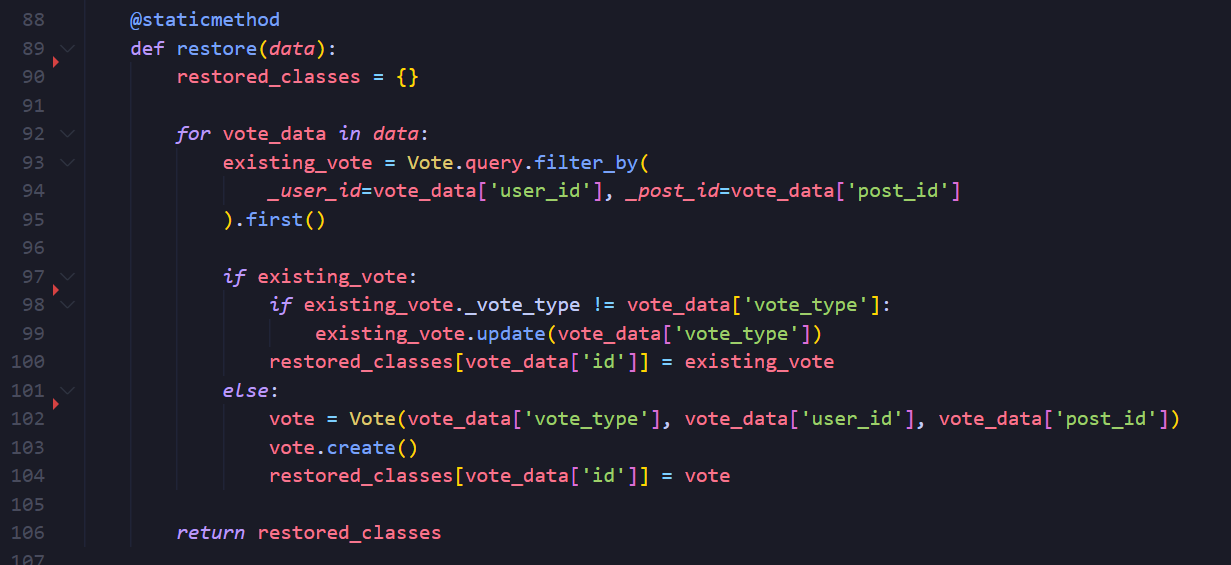 88 @staticmethod
89 def restore(data):
90 restored_classes = {}
91
92 for vote_data in data:
93 existing_vote = Vote.query.filter_by(
94 _user_id=vote_data['user_id'], _post_id=vote_data['post_id']
95 ).first()
96
97 if existing_vote:
98 if existing_vote._vote_type != vote_data['vote_type']:
99 existing_vote.update(vote_data['vote_type'])
100 restored_classes[vote_data['id']] = existing_vote
101 else:
102 vote = Vote(vote_data['vote_type'], vote_data['user_id'], vote_data['post_id'])
103 vote.create()
104 restored_classes[vote_data['id']] = vote
105
106 return restored_classes
107